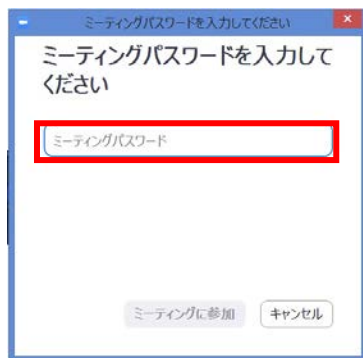 ミーティングパスワードを入力してください
ミーティングパスワードを入力して
ください
ミーティングパスワード
ミーティングに参加
キャンセル